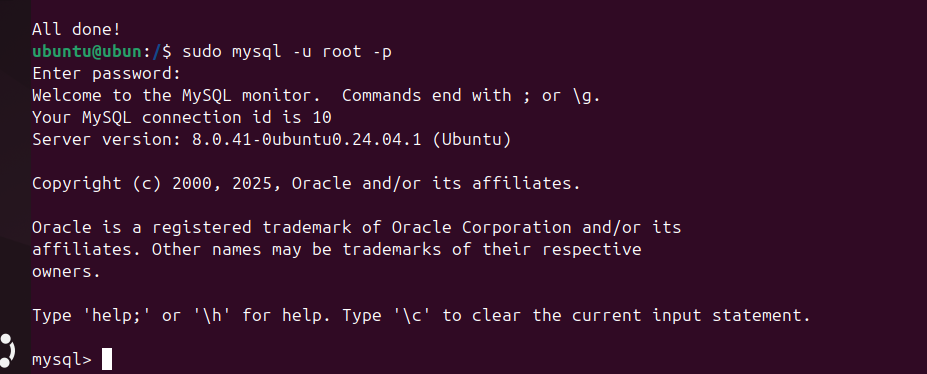 All done!
ubuntu@ubun:/$ sudo mysql -u root -p
Enter password:
Welcome to the MySQL monitor.  Commands end with ; or \g.
Your MySQL connection id is 10
Server version: 8.0.41-0ubuntu0.24.04.1 (Ubuntu)
Copyright (c) 2000, 2025, Oracle and/or its affiliates.
Oracle is a registered trademark of Oracle Corporation and/or its
affiliates. Other names may be trademarks of their respective
owners.
Type 'help;' or '\h' for help. Type '\c' to clear the current input statement.
mysql>